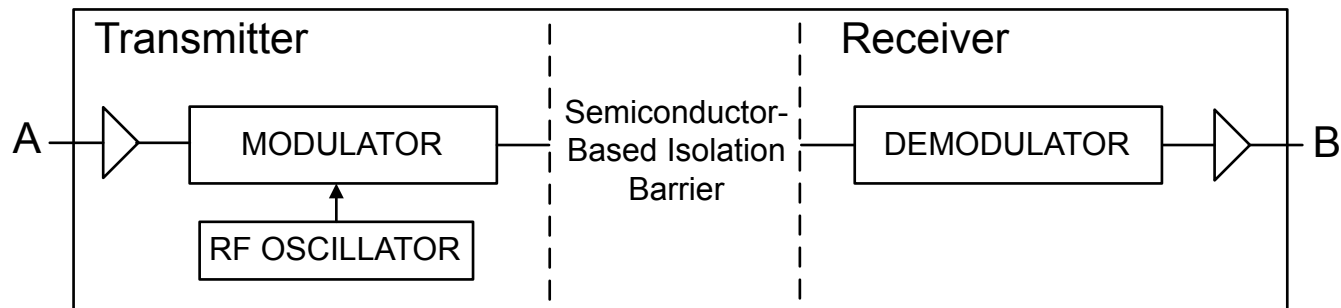 Transmitter
Receiver
A
MODULATOR
Semiconductor-
Based Isolation
Barrier
DEMODULATOR
B
RF OSCILLATOR